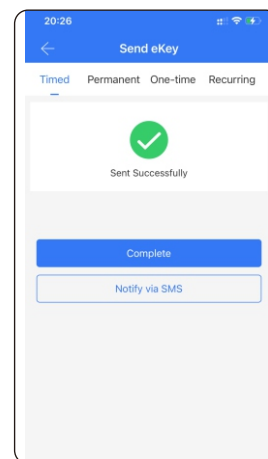 20:26
Send eKey
Timed Permanent One-time Recurring
Sent Successfully
Complete
Notify via SMS